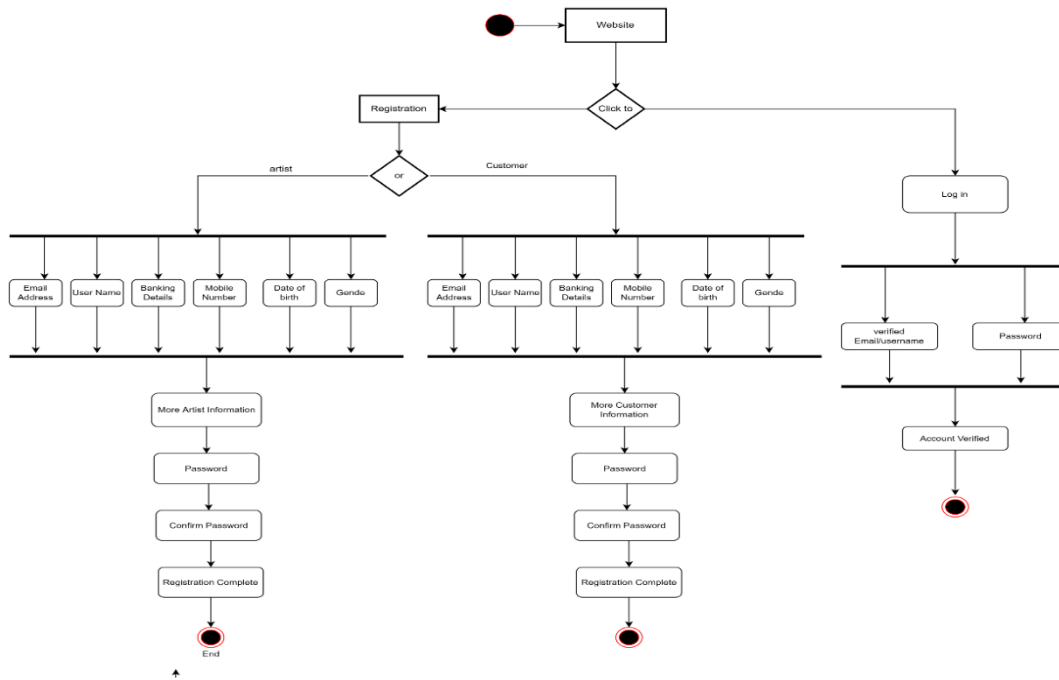 Website
Registration
Click to
artist
or
Customer
Log in
Email
Address
User Name
Banking
Details
Mobile
Number
Date of
birth
Gende
Email
Address
User Name
Banking
Details
Mobile
Number
Date of
birth
Gende
verified
Email/username
Password
More Artist Information
More Customer
Information
Account Verified
Password
Password
Confirm Password
Confirm Password
Registration Complete
Registration Complete
End